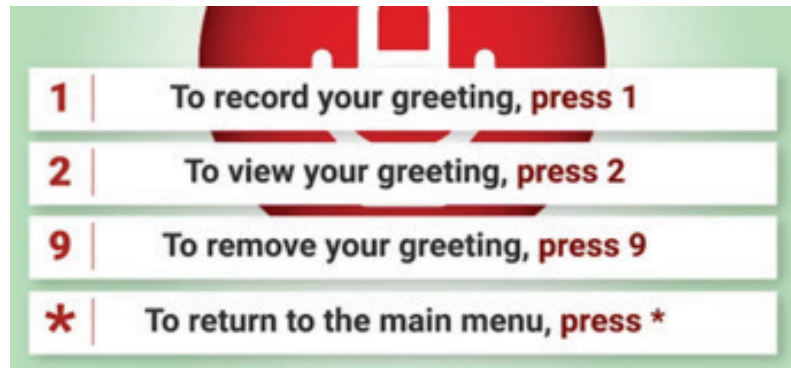 1 To record your greeting, press 1
2 To view your greeting, press 2
9 To remove your greeting, press 9
* To return to the main menu, press *